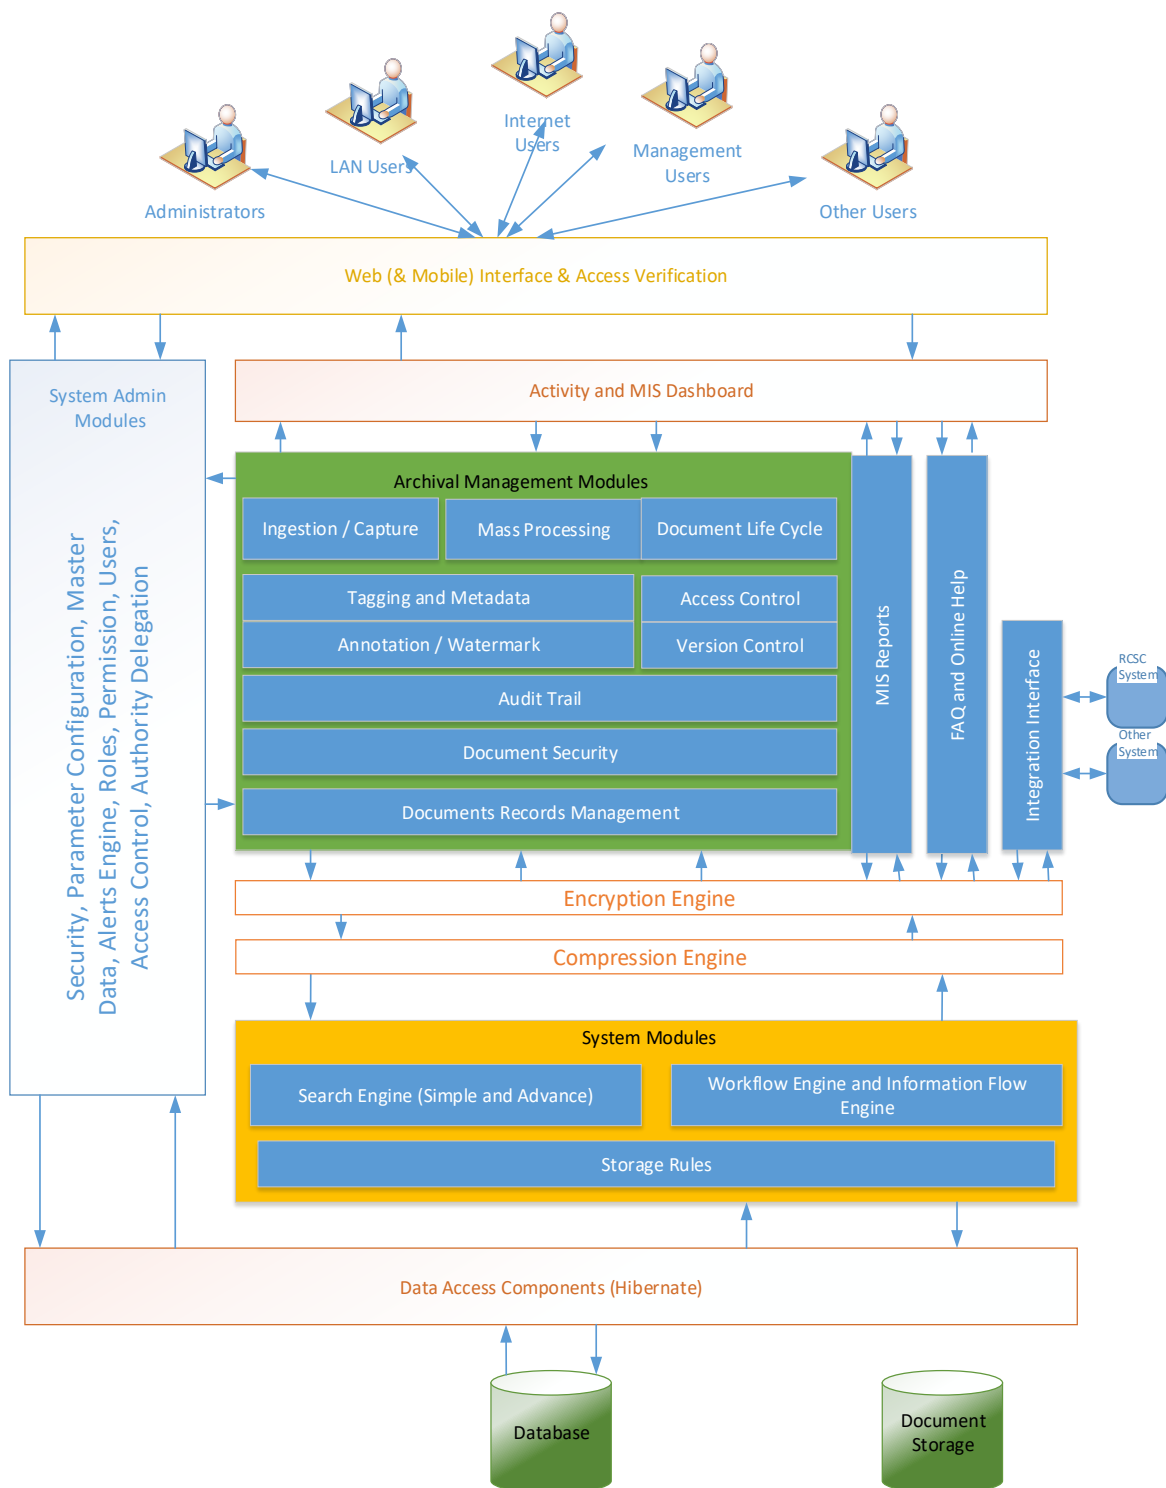 Internet
Users
Management
Users
LAN Users
Administrators
Other Users
Web (& Mobile) Interface & Access Verification
System Admin
Modules
Activity and MIS Dashboard
Security, Parameter Configuration, Master
Data, Alerts Engine, Roles, Permission, Users,
Access Control, Authority Delegation
Archival Management Modules
Ingestion / Capture
Mass Processing
Document Life Cycle
Tagging and Metadata
Access Control
Annotation / Watermark
Version Control
Audit Trail
Document Security
Documents Records Management
MIS Reports
FAQ and Online Help
Integration Interface
RCSC
System
Other
System
Encryption Engine
Compression Engine
System Modules
Search Engine (Simple and Advance)
Workflow Engine and Information Flow
Engine
Storage Rules
Data Access Components (Hibernate)
Database
Document
Storage